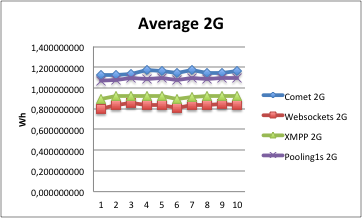 Average 2G
1,400000000
1,200000000
1,000000000
0,800000000
0,600000000
0,400000000
0,200000000
0,000000000
Wh
1 2 3 4 5 6 7 8 9 10
Comet 2G
Websockets 2G
XMPP 2G
Pooling1s 2G